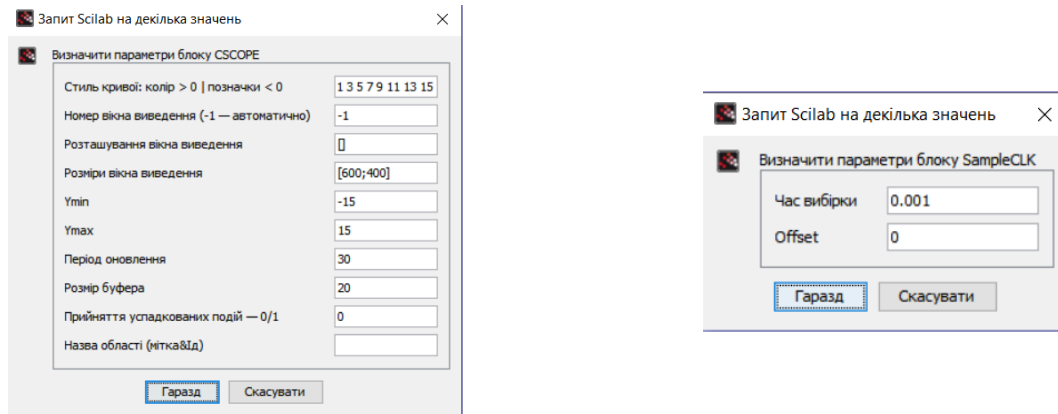 Запит Scilab на декілька значень
Визначити параметри блоку CSCOPE
Стиль кривої: колір > 0 | позначки < 0 1 3 5 7 9 11 13 15
Номер вікна виведення (-1 — автоматично) -1
Розташування вікна виведення []
Розміри вікна виведення [600;400]
Ymin -15
Ymax 15
Період оновлення 30
Розмір буфера 20
Прийняття успадкованих подій — 0/1 0
Назва області (мітка&Ід)
Гаразд Скасувати
Запит Scilab на декілька значень
Визначити параметри блоку SampleCLK
Час вибірки 0.001
Offset 0
Гаразд Скасувати